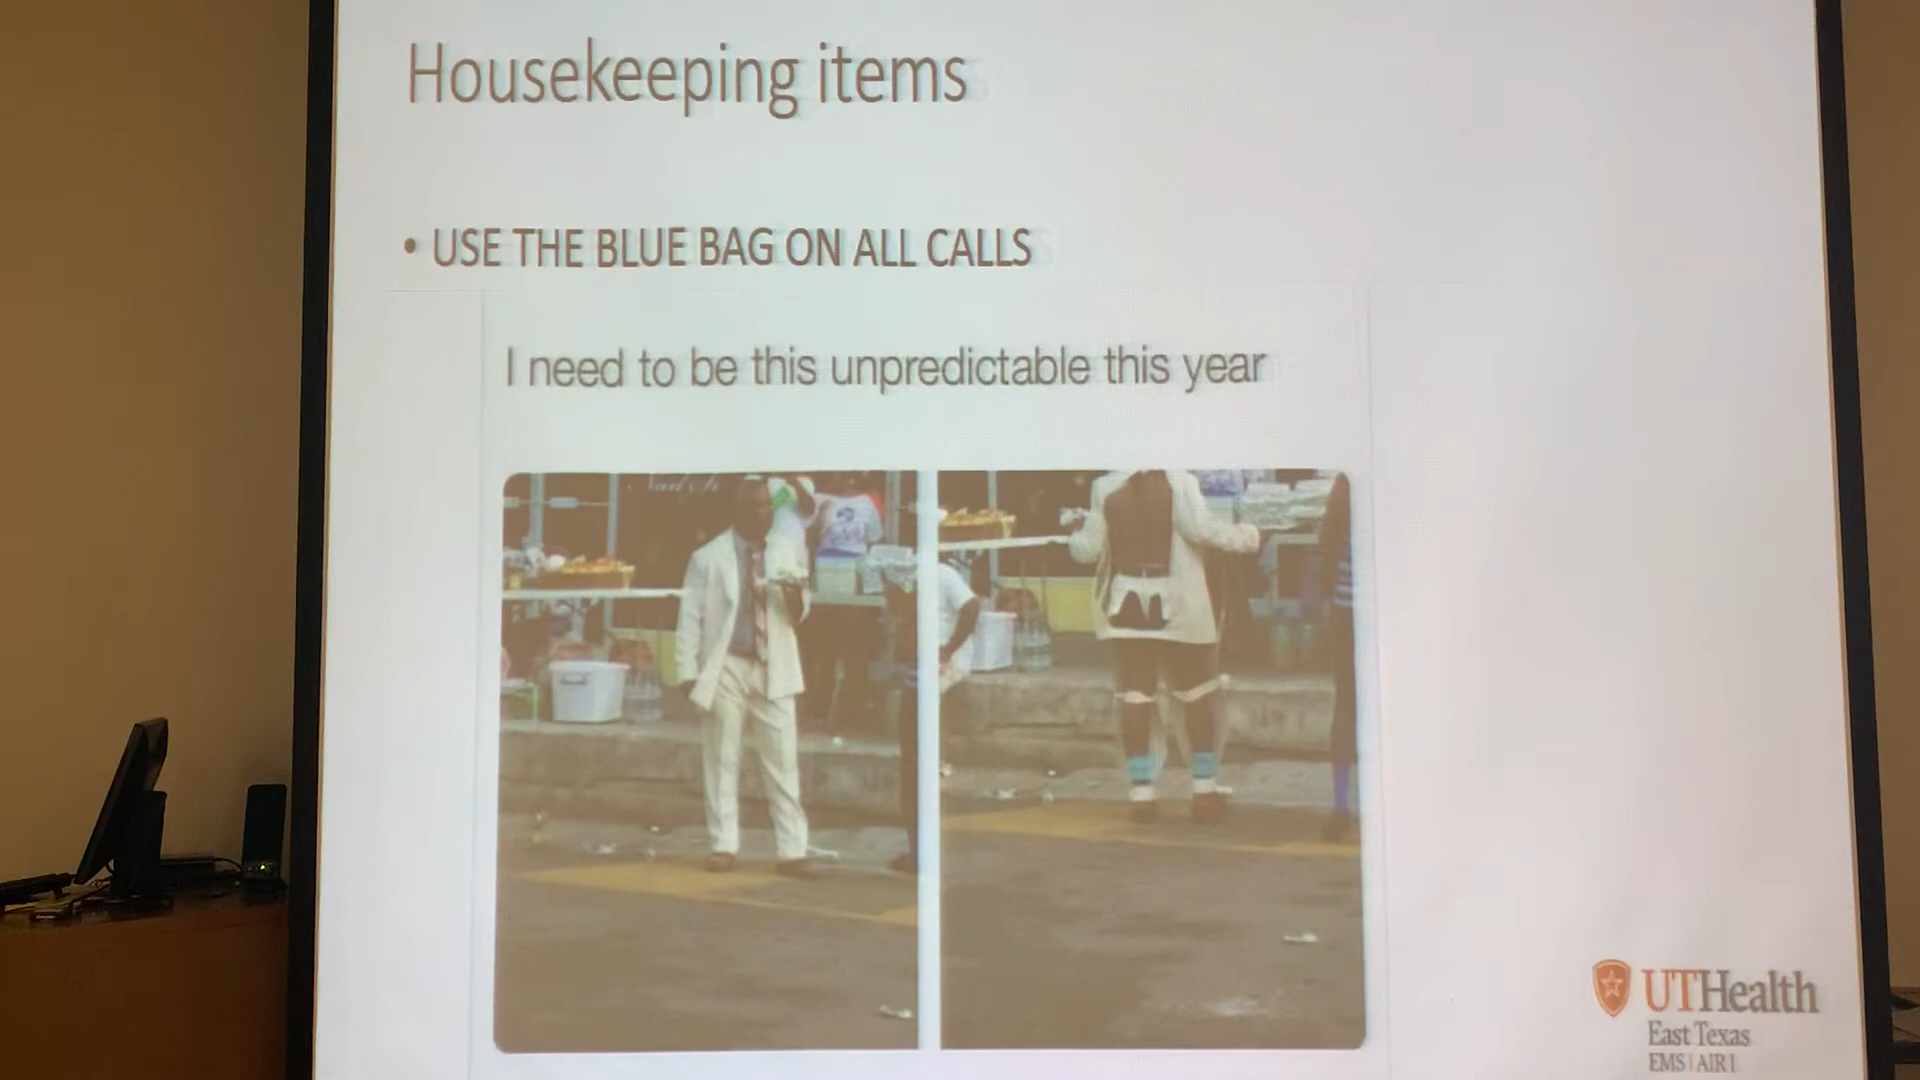 Housekeeping items
• USE THE BLUE BAG ON ALL CALLS
I need to be this unpredictable this year
UTHealth
East Texas
EMS | AIR 1